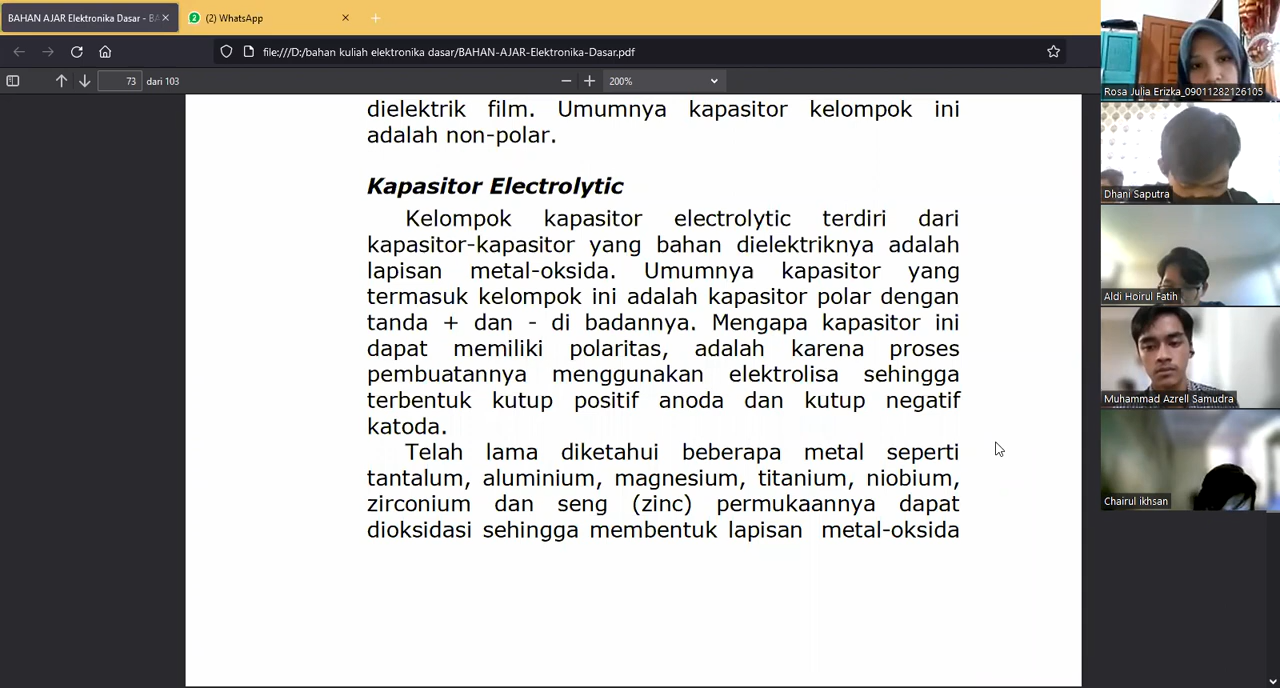 BAHAN AJAR Elektronika Dasar - BA
2
(2) WhatsApp
file:///D:/bahan kuliah elektronika dasar/BAHAN-AJAR-Elektronika-Dasar.pdf
73 dari 103
200%
dielektrik film. Umumnya kapasitor kelompok ini
adalah non-polar.
Kapasitor Electrolytic
Kelompok kapasitor electrolytic terdiri dari
kapasitor-kapasitor yang bahan dielektriknya adalah
lapisan metal-oksida. Umumnya kapasitor yang
termasuk kelompok ini adalah kapasitor polar dengan
tanda + dan - di badannya. Mengapa kapasitor ini
dapat memiliki polaritas, adalah karena proses
pembuatannya menggunakan elektrolisa sehingga
terbentuk kutup positif anoda dan kutup negatif
katoda.
Telah lama diketahui beberapa metal seperti
tantalum, aluminium, magnesium, titanium, niobium,
zirconium dan seng (zinc) permukaannya dapat
dioksidasi sehingga membentuk lapisan metal-oksida
Rosa Julia Erizka_09011282126105
Dhani Saputra
Aldi Hoirul Fatih
Muhammad Azrell Samudra
Chairul ikhsan